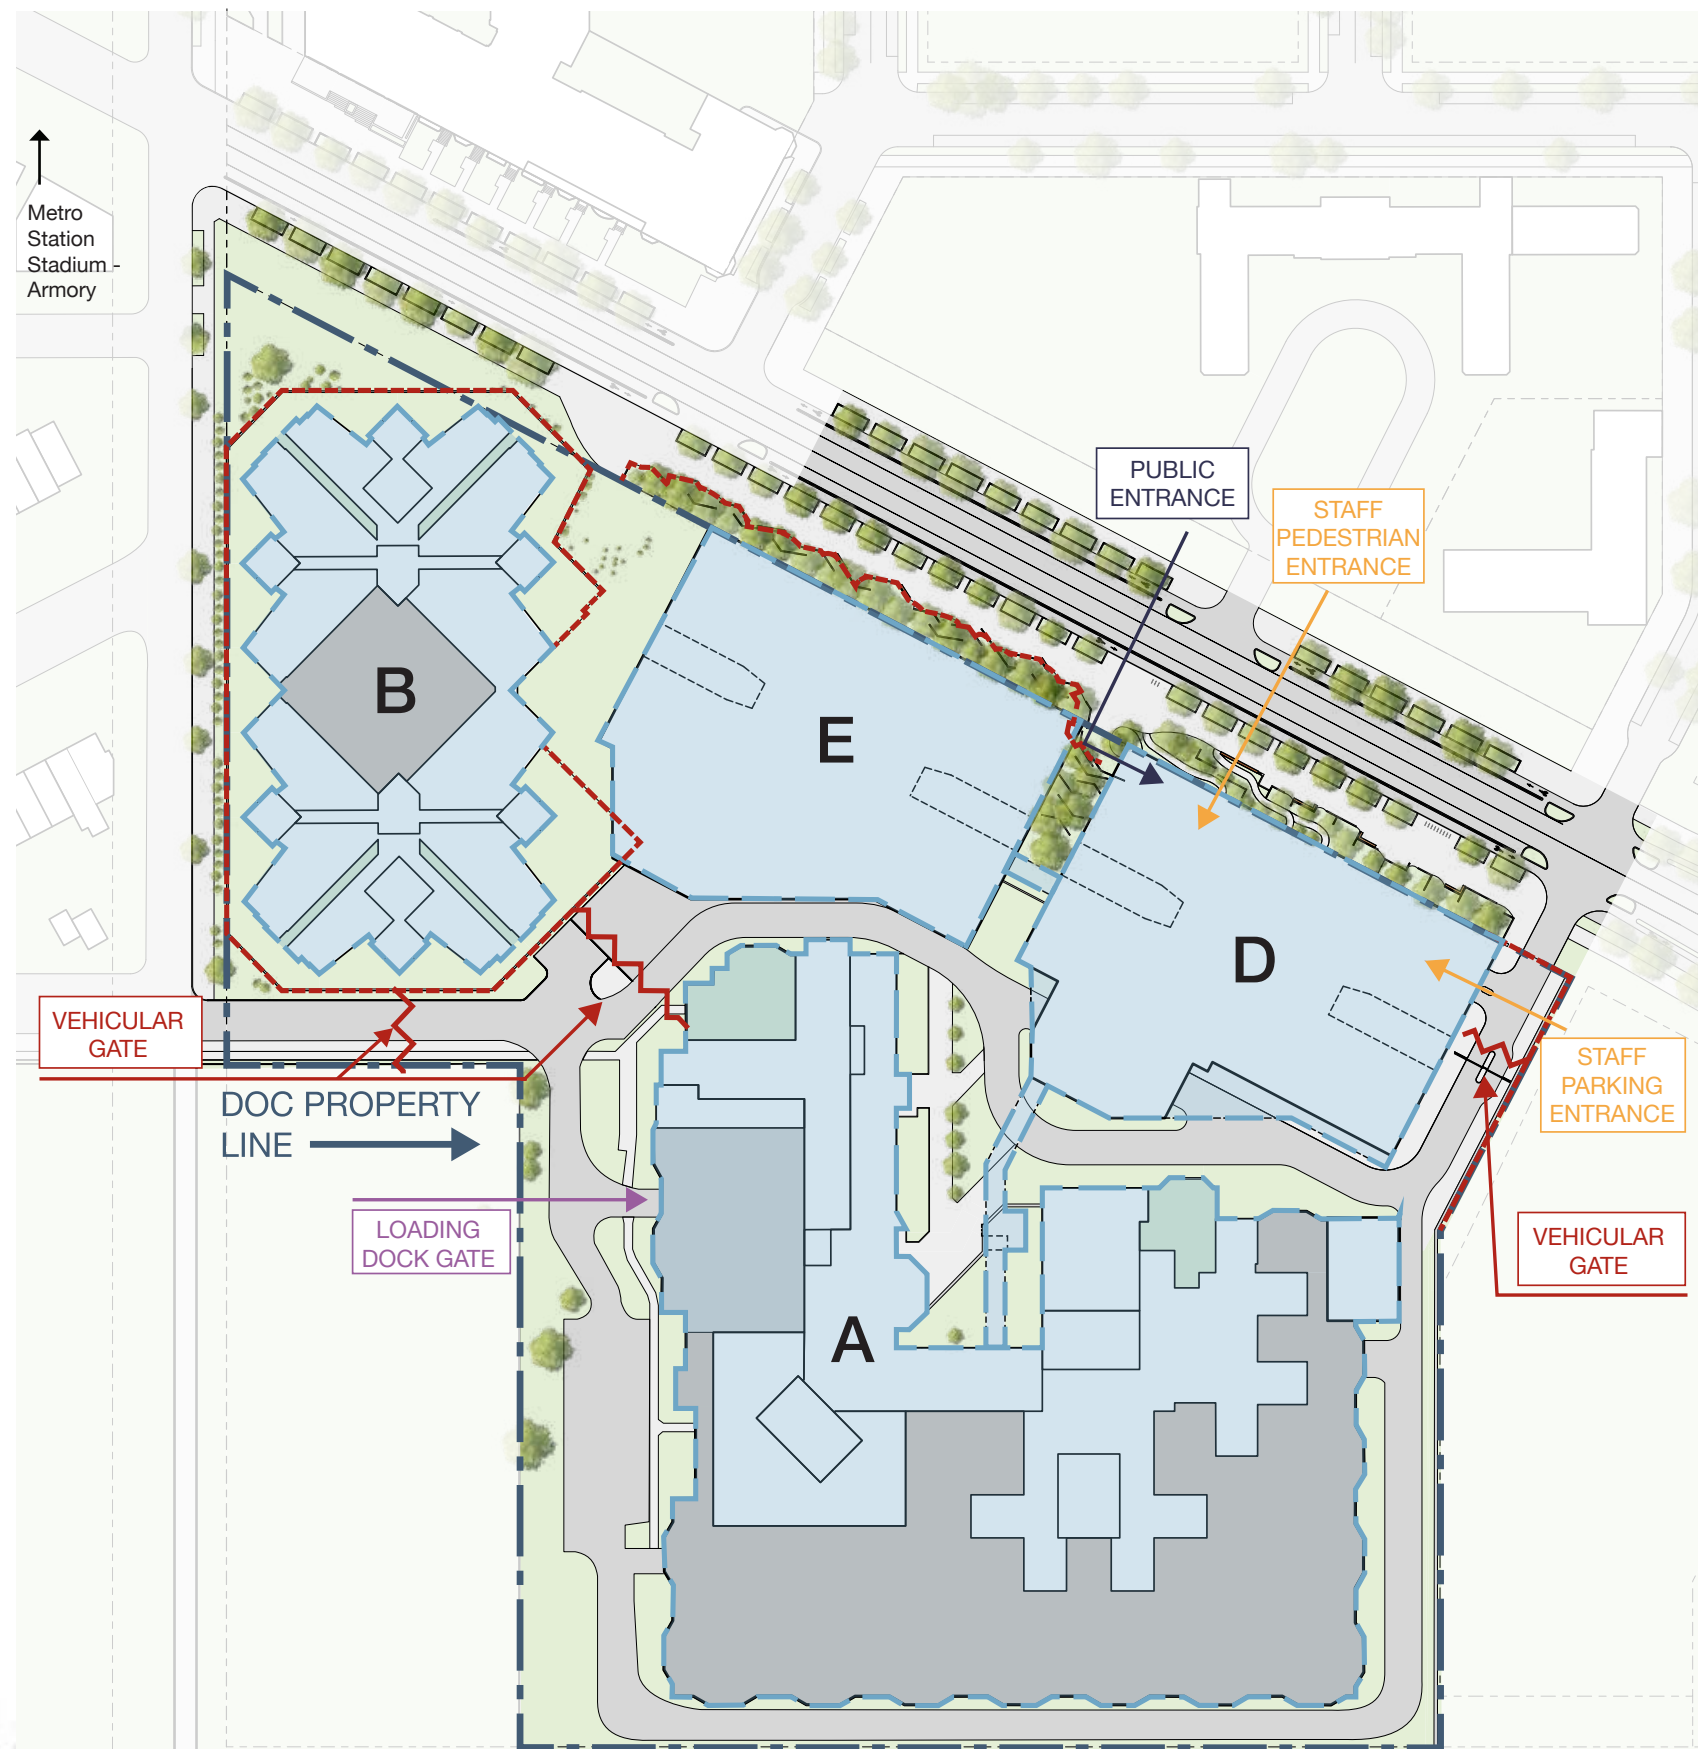 Metro
Station
Stadium -
Armory
PUBLIC
ENTRANCE
STAFF
PEDESTRIAN
ENTRANCE
B
E
D
VEHICULAR
GATE
STAFF
PARKING
ENTRANCE
DOC PROPERTY
LINE
LOADING
DOCK GATE
VEHICULAR
GATE
A